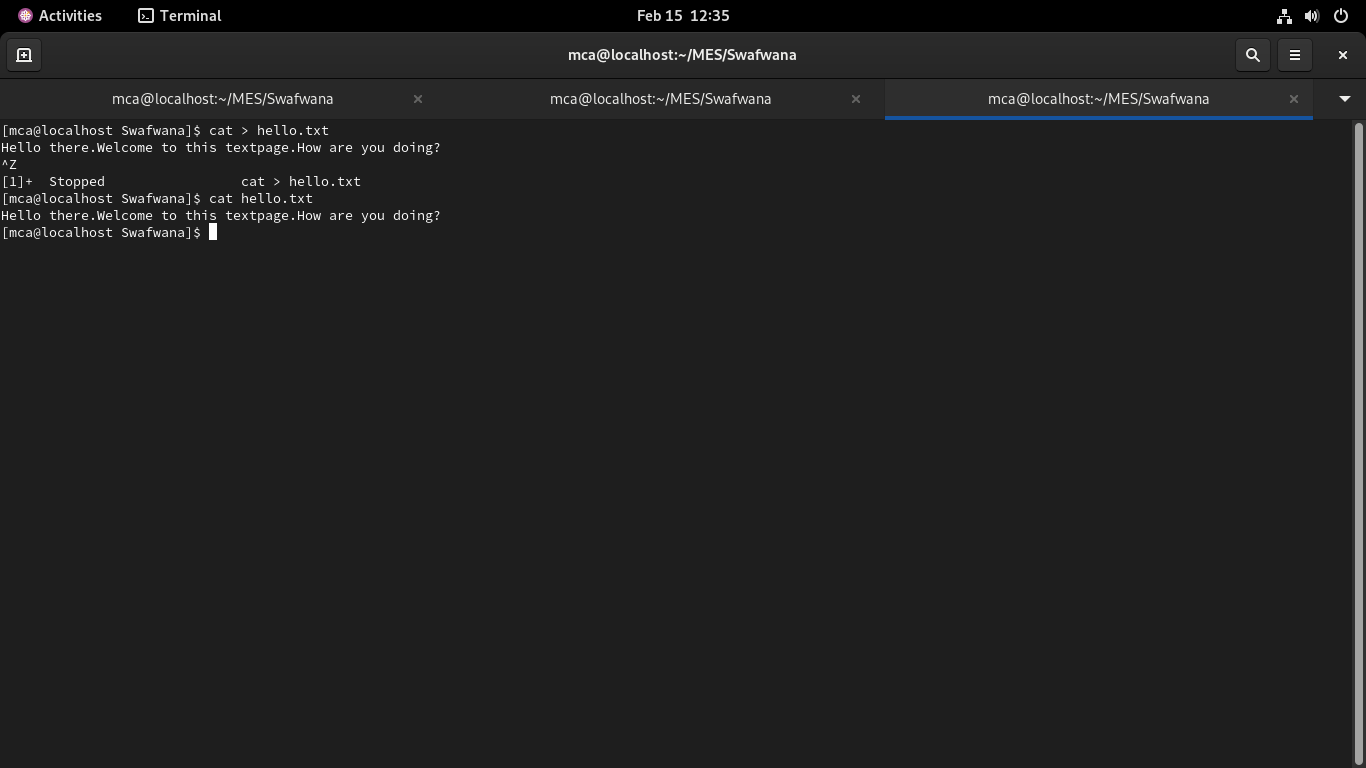 Activities Terminal Feb 15 12:35
mca@localhost:~/MES/Swafwana
mca@localhost:~/MES/Swafwana mca@localhost:~/MES/Swafwana mca@localhost:~/MES/Swafwana
[mca@localhost Swafwana]$ cat > hello.txt
Hello there.Welcome to this textpage.How are you doing?
^Z
[1]+  Stopped                 cat > hello.txt
[mca@localhost Swafwana]$ cat hello.txt
Hello there.Welcome to this textpage.How are you doing?
[mca@localhost Swafwana]$